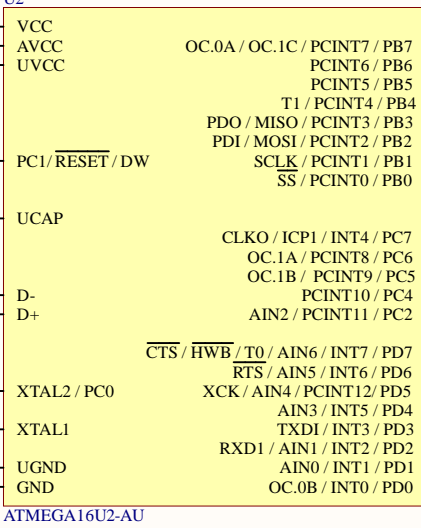 U2
VCC
AVCC OC.0A / OC.1C / PCINT7 / PB7
UVCC PCINT6 / PB6
PCINT5 / PB5
T1 / PCINT4 / PB4
PDO / MISO / PCINT3 / PB3
PDI / MOSI / PCINT2 / PB2
PC1/ RESET / DW SCLK / PCINT1 / PB1
SS / PCINT0 / PB0
UCAP
CLKO / ICP1 / INT4 / PC7
OC.1A / PCINT8 / PC6
OC.1B / PCINT9 / PC5
D- PCINT10 / PC4
D+ AIN2 / PCINT11 / PC2
CTS / HWB / T0 / AIN6 / INT7 / PD7
RTS / AIN5 / INT6 / PD6
XTAL2 / PC0 XCK / AIN4 / PCINT12/ PD5
AIN3 / INT5 / PD4
XTAL1 TXDI / INT3 / PD3
RXD1 / AIN1 / INT2 / PD2
UGND AIN0 / INT1 / PD1
GND OC.0B / INT0 / PD0
ATMEGA16U2-AU